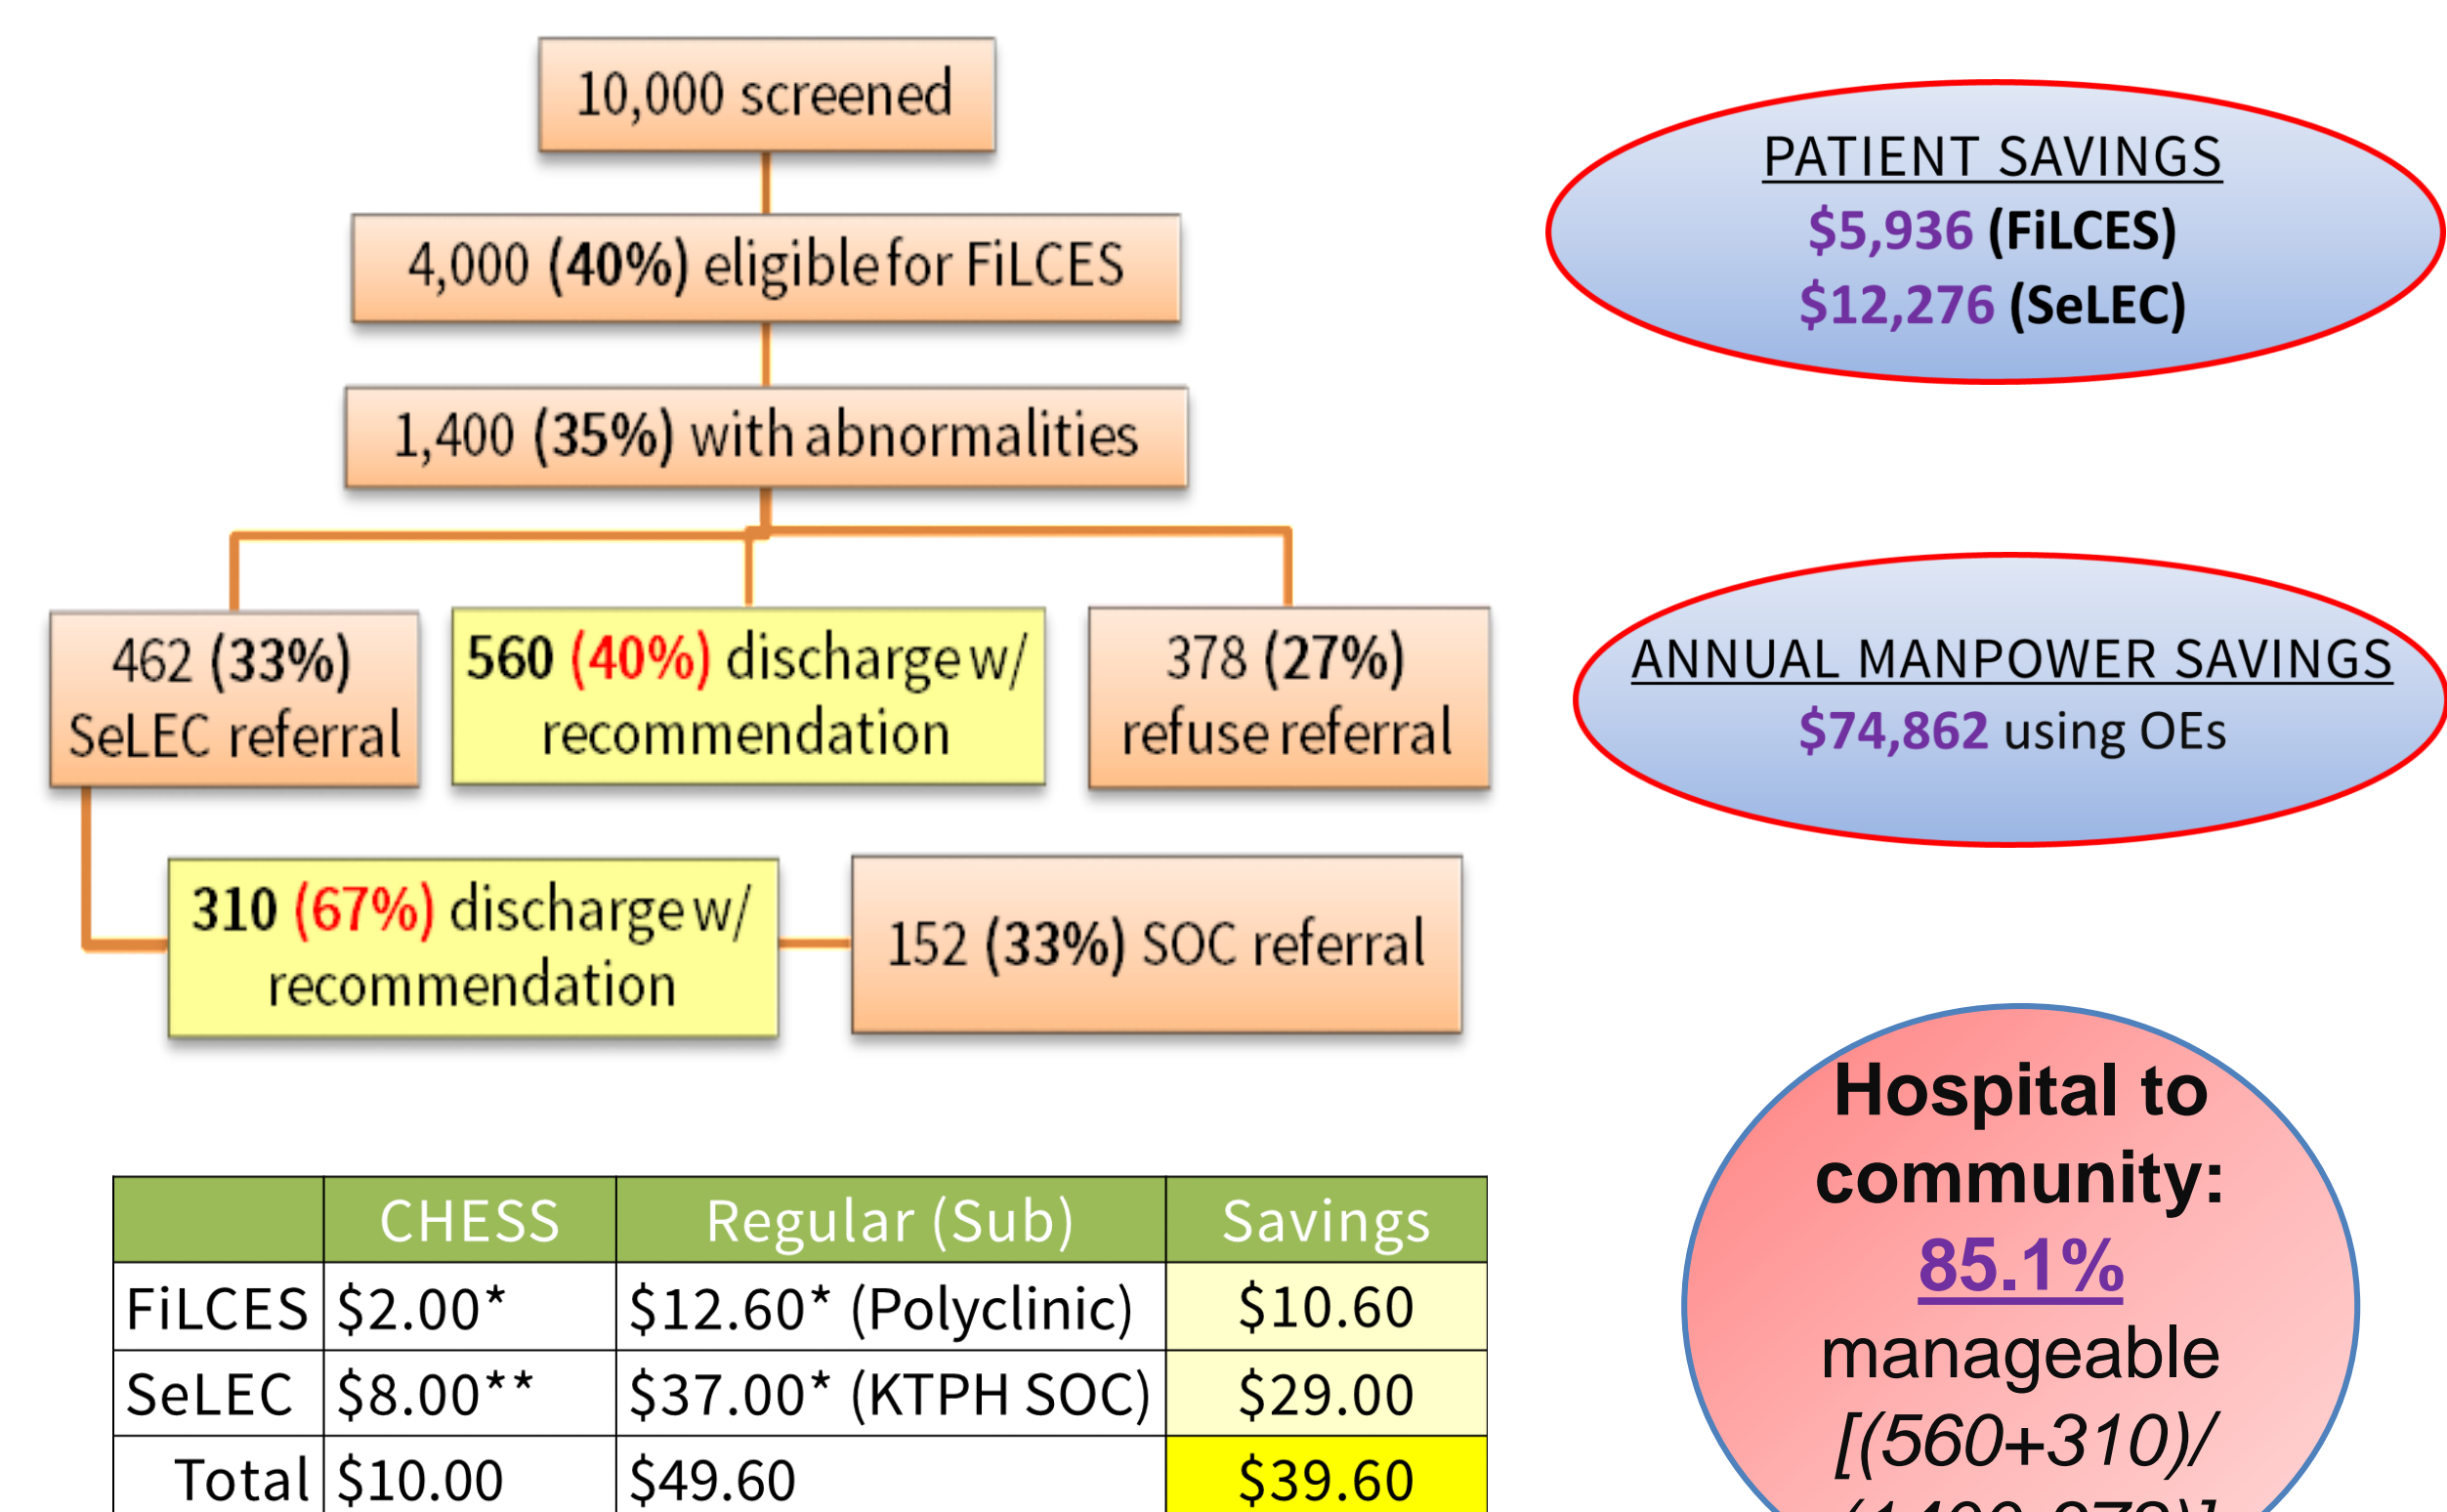 10,000 screened
4,000 (40%) eligible for FiLCES
1,400 (35%) with abnormalities
462 (33%)
SeLEC referral
560 (40%) discharge w/
recommendation
378 (27%)
refuse referral
310 (67%) discharge w/
recommendation
152 (33%) SOC referral
PATIENT SAVINGS
$5,936 (FiLCES)
$12,276 (SeLEC)
ANNUAL MANPOWER SAVINGS
$74,862 using OEs
CHESS Regular (Sub) Savings
FiLCES $2.00* $12.60* (Polyclinic) $10.60
SeLEC $8.00** $37.00* (KTPH SOC) $29.00
Total $10.00 $49.60 $39.60
Hospital to
community:
85.1%
manageable
[(560+310)/